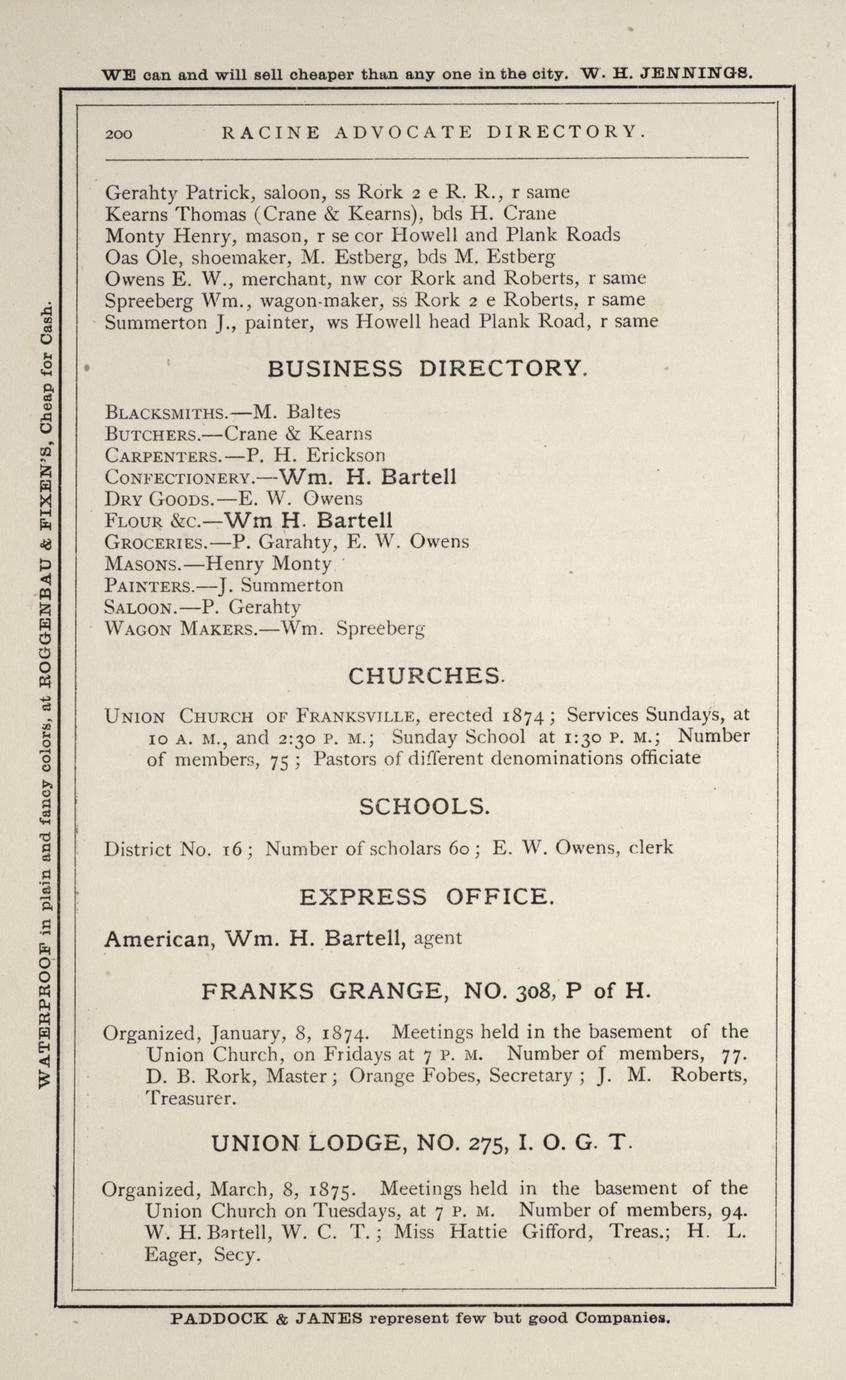 WE can and will sell cheaper than any one in the city. W. H. JENNINGS.
200 RACINE ADVOCATE DIRECTORY.
Gerahty Patrick, saloon, ss Rork 2 e R. R., r same
Kearns Thomas (Crane & Kearns), bds H. Crane
Monty Henry, mason, r se cor Howell and Plank Roads
Oas Ole, shoemaker, M. Estberg, bds M. Estberg
Owens E. W., merchant, nw cor Rork and Roberts, r same
Spreeberg Wm., wagon-maker, ss Rork 2 e Roberts, r same
Summerton J., painter, ws Howell head Plank Road, r same
BUSINESS DIRECTORY.
BLACKSMITHS.—M. Baltes
BUTCHERS.—Crane & Kearns
CARPENTERS.—P. H. Erickson
CONFECTIONERY.—Wm. H. Bartell
DRY GOODS.—E. W. Owens
FLOUR &C.—Wm H. Bartell
GROCERIES.—P. Garahty, E. W. Owens
MASONS.—Henry Monty
PAINTERS.—J. Summerton
SALOON.—P. Gerahty
WAGON MAKERS.—Wm. Spreeberg
CHURCHES.
UNION CHURCH OF FRANKSVILLE, erected 1874; Services Sundays, at
10 A. M., and 2:30 P. M.; Sunday School at 1:30 P. M.; Number
of members, 75; Pastors of different denominations officiate
SCHOOLS.
District No. 16; Number of scholars 60; E. W. Owens, clerk
EXPRESS OFFICE.
American, Wm. H. Bartell, agent
FRANKS GRANGE, NO. 308, P of H.
Organized, January, 8, 1874. Meetings held in the basement of the
Union Church, on Fridays at 7 P. M. Number of members, 77.
D. B. Rork, Master; Orange Fobes, Secretary; J. M. Roberts,
Treasurer.
UNION LODGE, NO. 275, I. O. G. T.
Organized, March, 8, 1875. Meetings held in the basement of the
Union Church on Tuesdays, at 7 P. M. Number of members, 94.
W. H. Bartell, W. C. T.; Miss Hattie Gifford, Treas.; H. L.
Eager, Secy.
PADDOCK & JANES represent few but good Companies.
WATERPROOF in plain and fancy colors, at ROGGENBAU & FIXEN'S, Cheap for Cash.